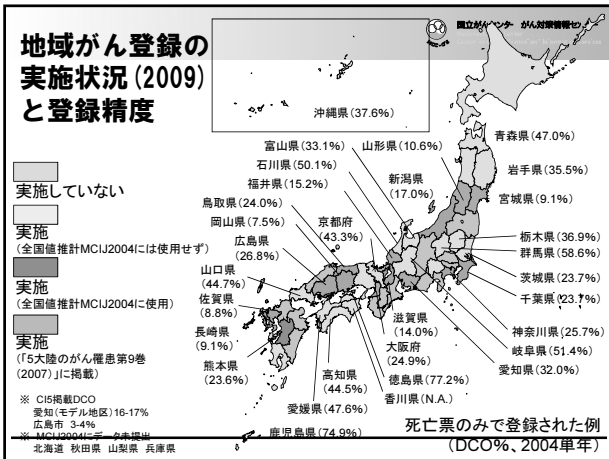 地域がん登録の
実施状況(2009)
と登録精度
国立がんセンター がん対策情報セン
沖縄県(37.6%)
富山県(33.1%)
山形県(10.6%)
青森県(47.0%)
石川県(50.1%)
岩手県(35.5%)
福井県(15.2%)
新潟県
(17.0%)
宮城県(9.1%)
鳥取県(24.0%)
岡山県(7.5%)
京都府
(43.3%)
栃木県(36.9%)
広島県
(26.8%)
群馬県(58.6%)
茨城県(23.7%)
山口県
(44.7%)
千葉県(23.7%)
佐賀県
(8.8%)
滋賀県
(14.0%)
神奈川県(25.7%)
長崎県
(9.1%)
大阪府
(24.9%)
岐阜県(51.4%)
愛知県(32.0%)
熊本県
(23.6%)
高知県
(44.5%)
徳島県(77.2%)
香川県(N.A.)
愛媛県(47.6%)
鹿児島県(74.9%)
実施していない
実施
(全国値推計MCIJ2004には使用せず)
実施
(全国値推計MCIJ2004に使用)
実施
(「5大陸のがん罹患第9巻
(2007)」に掲載)
※ CI5掲載DCO
愛知(モデル地区)16-17%
広島市 3-4%
※ MCIJ2004にデータ未提出
北海道 秋田県 山梨県 兵庫県
死亡票のみで登録された例
(DCO%、2004単年)